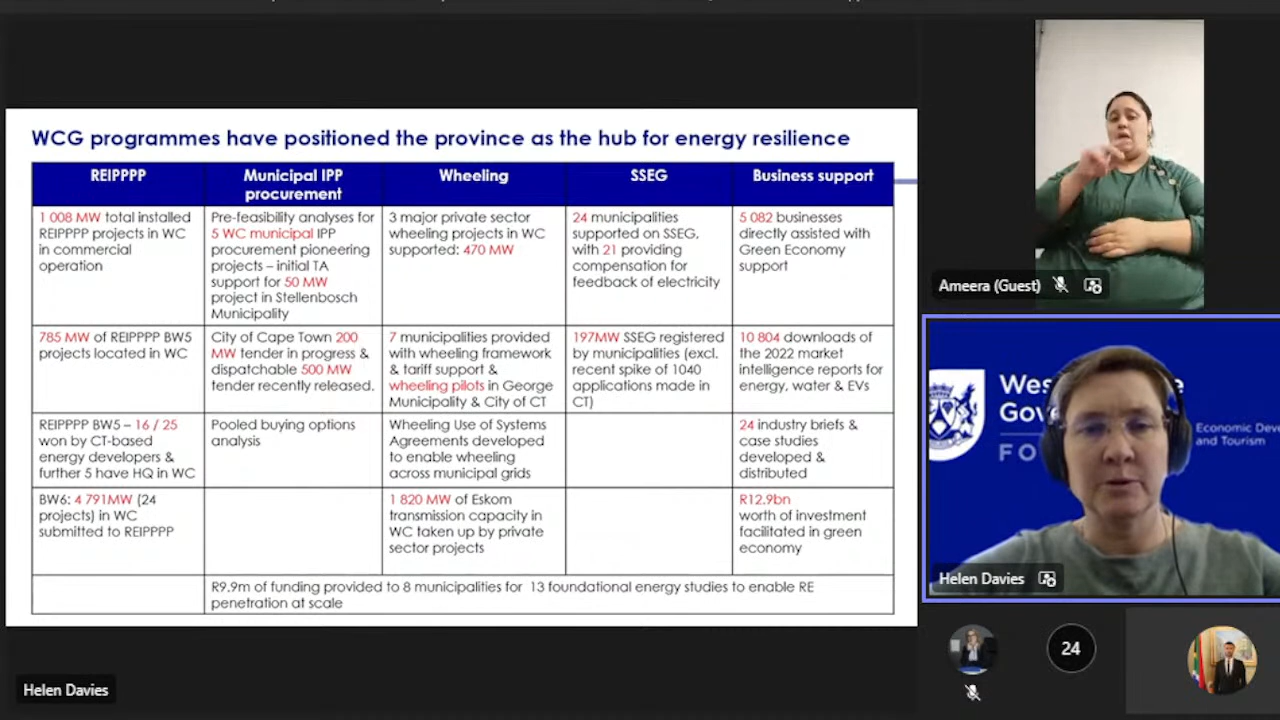 WCG programmes have positioned the province as the hub for energy resilience
REIPPPP
Municipal IPP
procurement
Wheeling
SSEG
Business support
1 008 MW total installed
REIPPPP projects in WC
in commercial
operation
Pre-feasibility analyses for
5 WC municipal IPP
procurement pioneering
projects – initial TA
support for 50 MW
project in Stellenbosch
Municipality
3 major private sector
wheeling projects in WC
supported: 470 MW
24 municipalities
supported on SSEG,
with 21 providing
compensation for
feedback of electricity
5 082 businesses
directly assisted with
Green Economy
support
785 MW of REIPPPP BW5
projects located in WC
City of Cape Town 200
MW tender in progress &
dispatchable 500 MW
tender recently released.
7 municipalities provided
with wheeling framework
& tariff support &
wheeling pilots in George
Municipality & City of CT
197MW SSEG registered
by municipalities (excl.
recent spike of 1040
applications made in
CT)
10 804 downloads of
the 2022 market
intelligence reports for
energy, water & EVs
REIPPPP BW5 – 16 / 25
won by CT-based
energy developers &
further 5 have HQ in WC
Pooled buying options
analysis
Wheeling Use of Systems
Agreements developed
to enable wheeling
across municipal grids
24 industry briefs &
case studies
developed &
distributed
BW6: 4 791MW (24
projects) in WC
submitted to REIPPPP
1 820 MW of Eskom
transmission capacity in
WC taken up by private
sector projects
R12.9bn
worth of investment
facilitated in green
economy
R9.9m of funding provided to 8 municipalities for 13 foundational energy studies to enable RE
penetration at scale
Helen Davies
Ameera (Guest)
Economic Deve
and Tourism
FO
Helen Davies
24